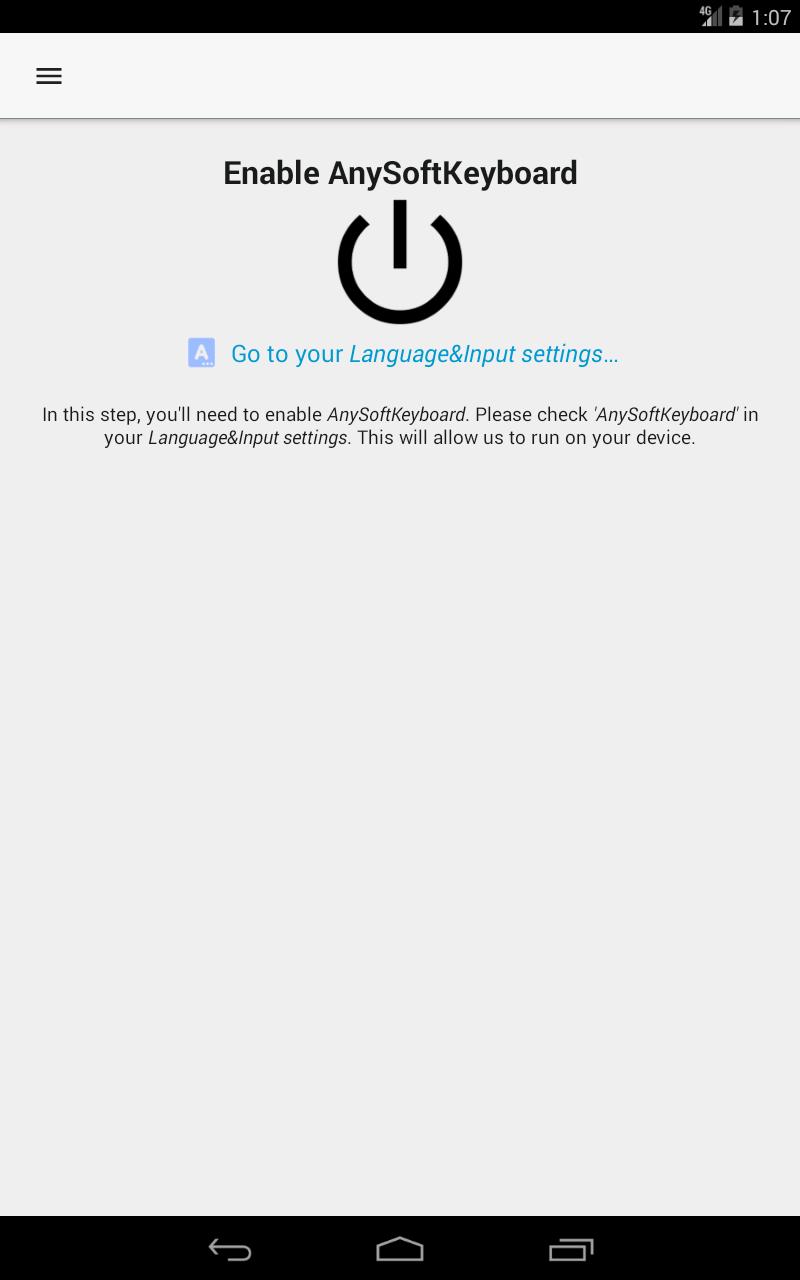 4G 1:07
Enable AnySoftKeyboard
A
Go to your Language&Input settings...
In this step, you'll need to enable AnySoftKeyboard. Please check 'AnySoftKeyboard' in
your Language&Input settings. This will allow us to run on your device.